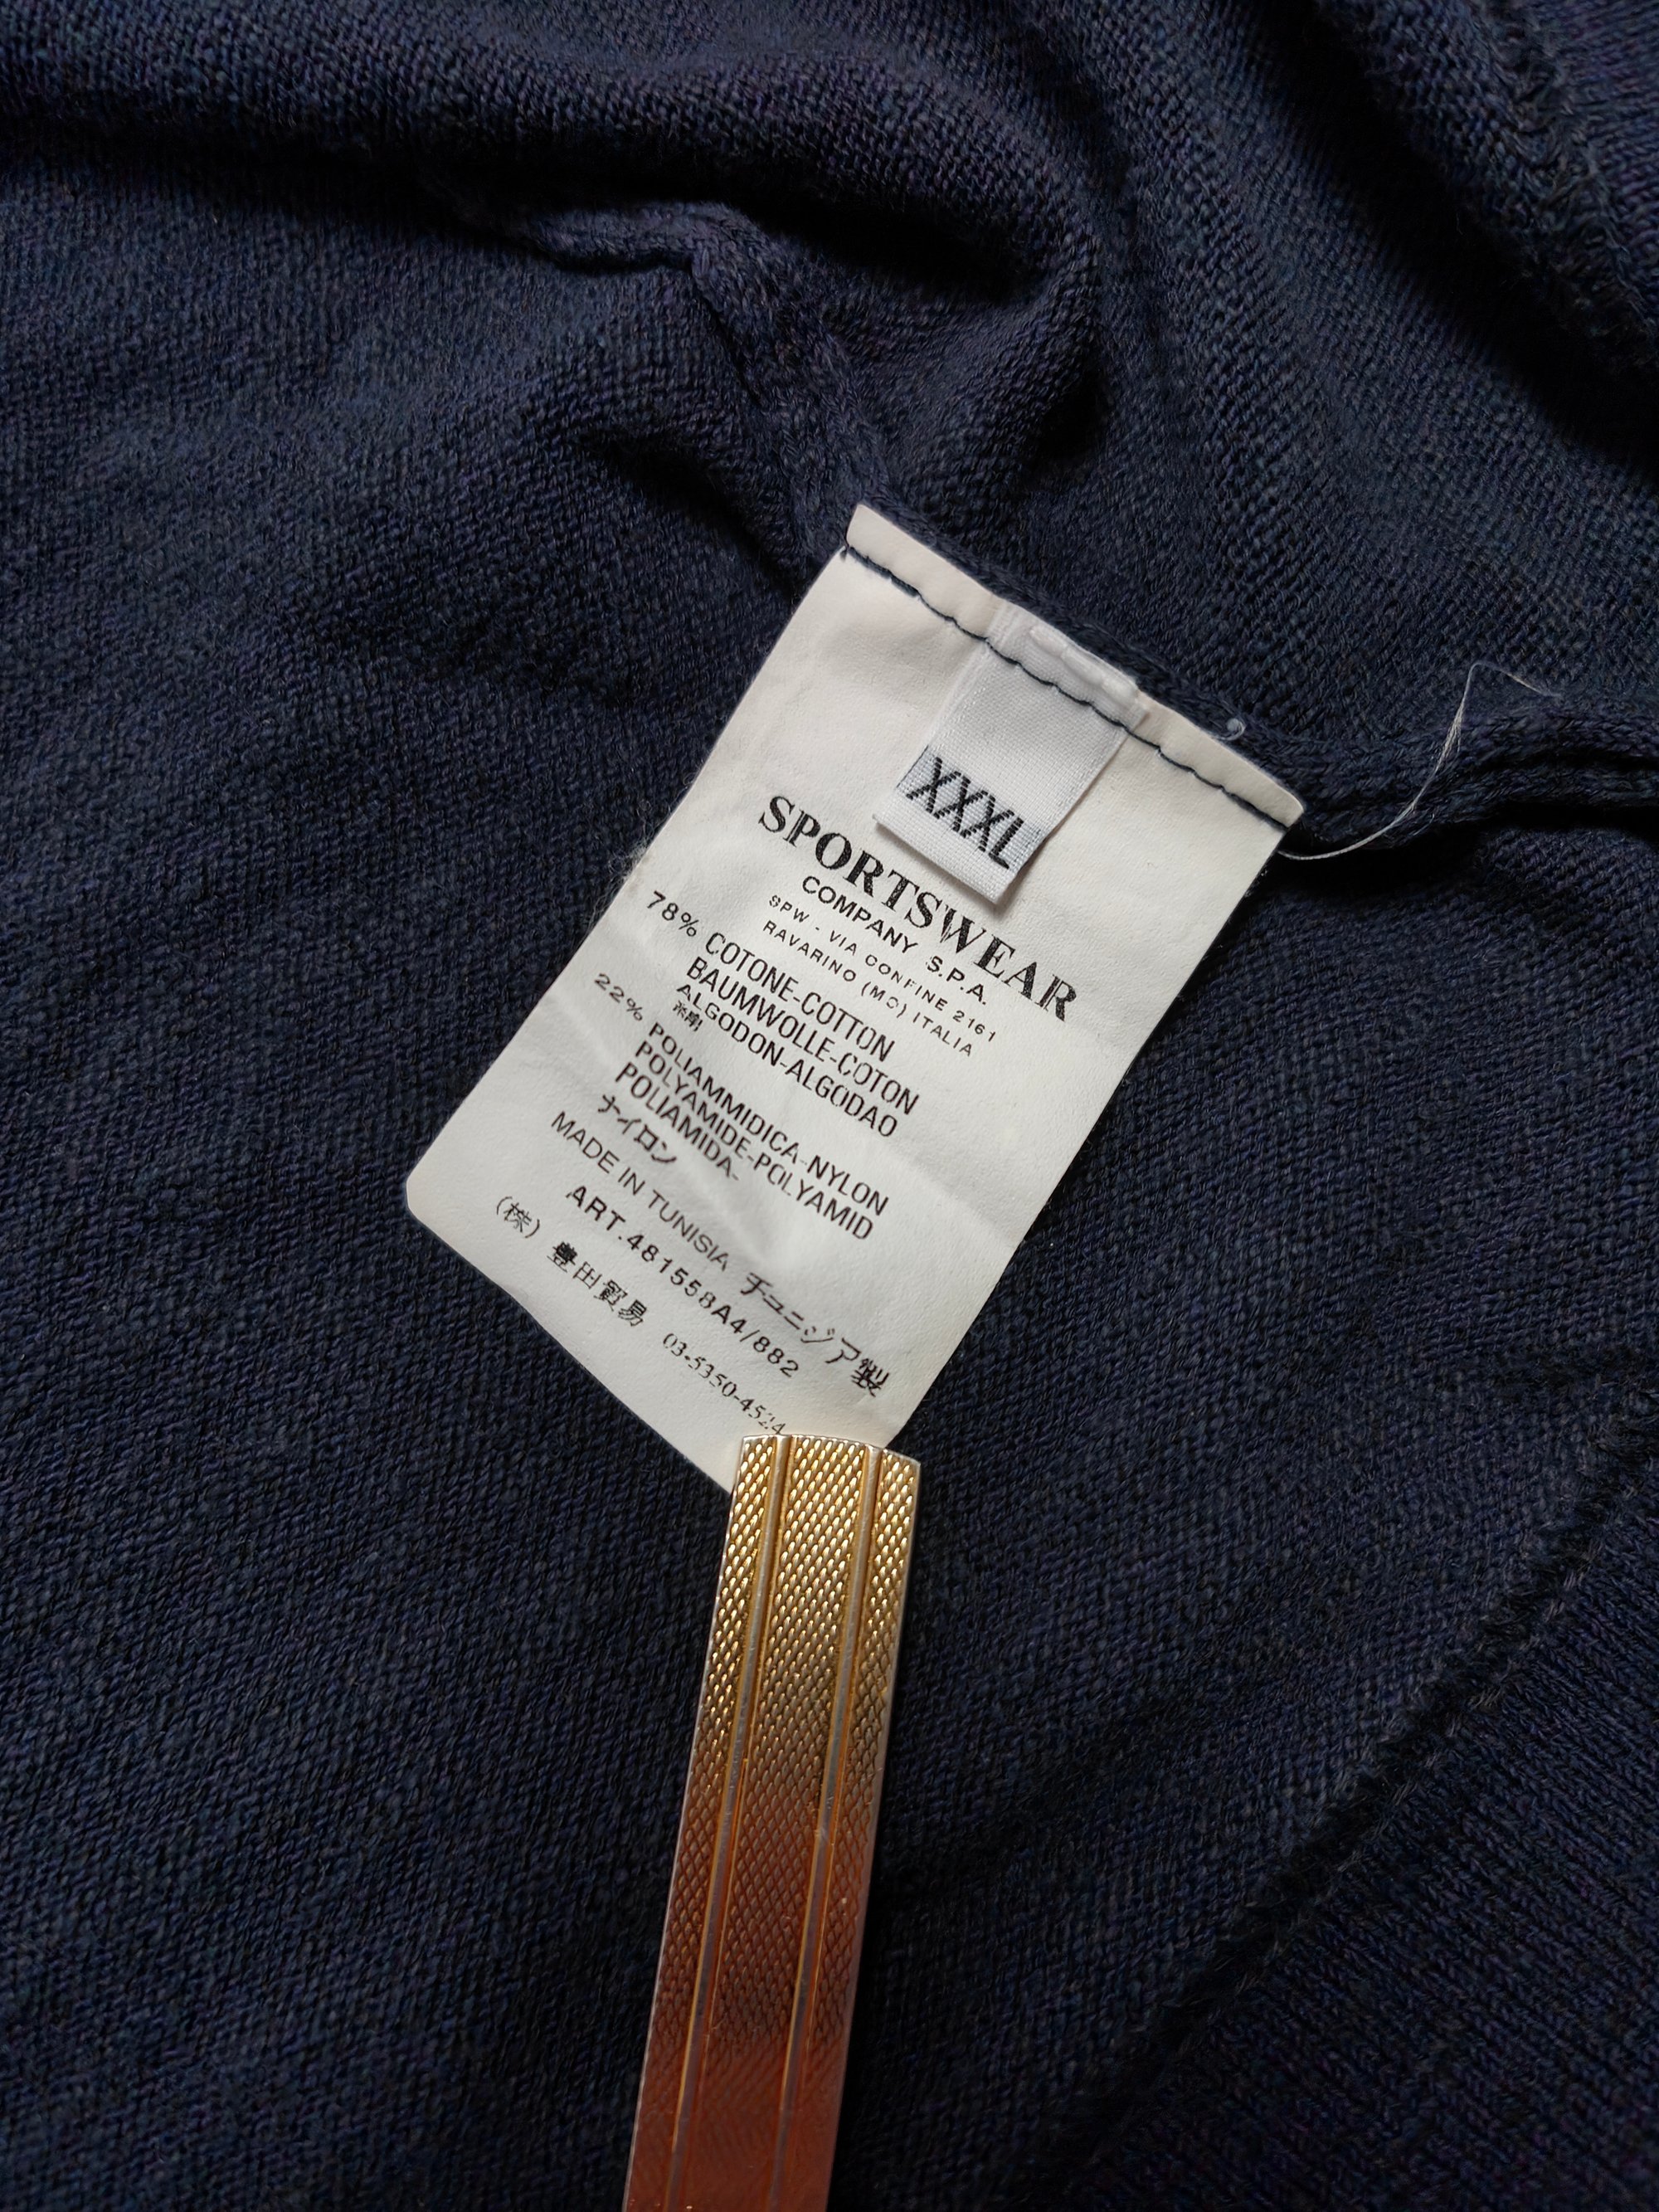 XXXL
SPORTSWEAR
COMPANY S.P.A.
SPW - VIA CONFINE 2161
RAVARINO (MO) ITALIA
78% COTONE-COTTON
BAUMWOLLE-COTON
ALGODON-ALGODAO
22% POLIAMMIDICA-NYLON
POLYAMIDE-POLYAMID
POLIAMIDA-
ナイロン
MADE IN TUNISIA チュニジア製
ART.481558A4/882
(株) 豊田貿易 03-5350-4524